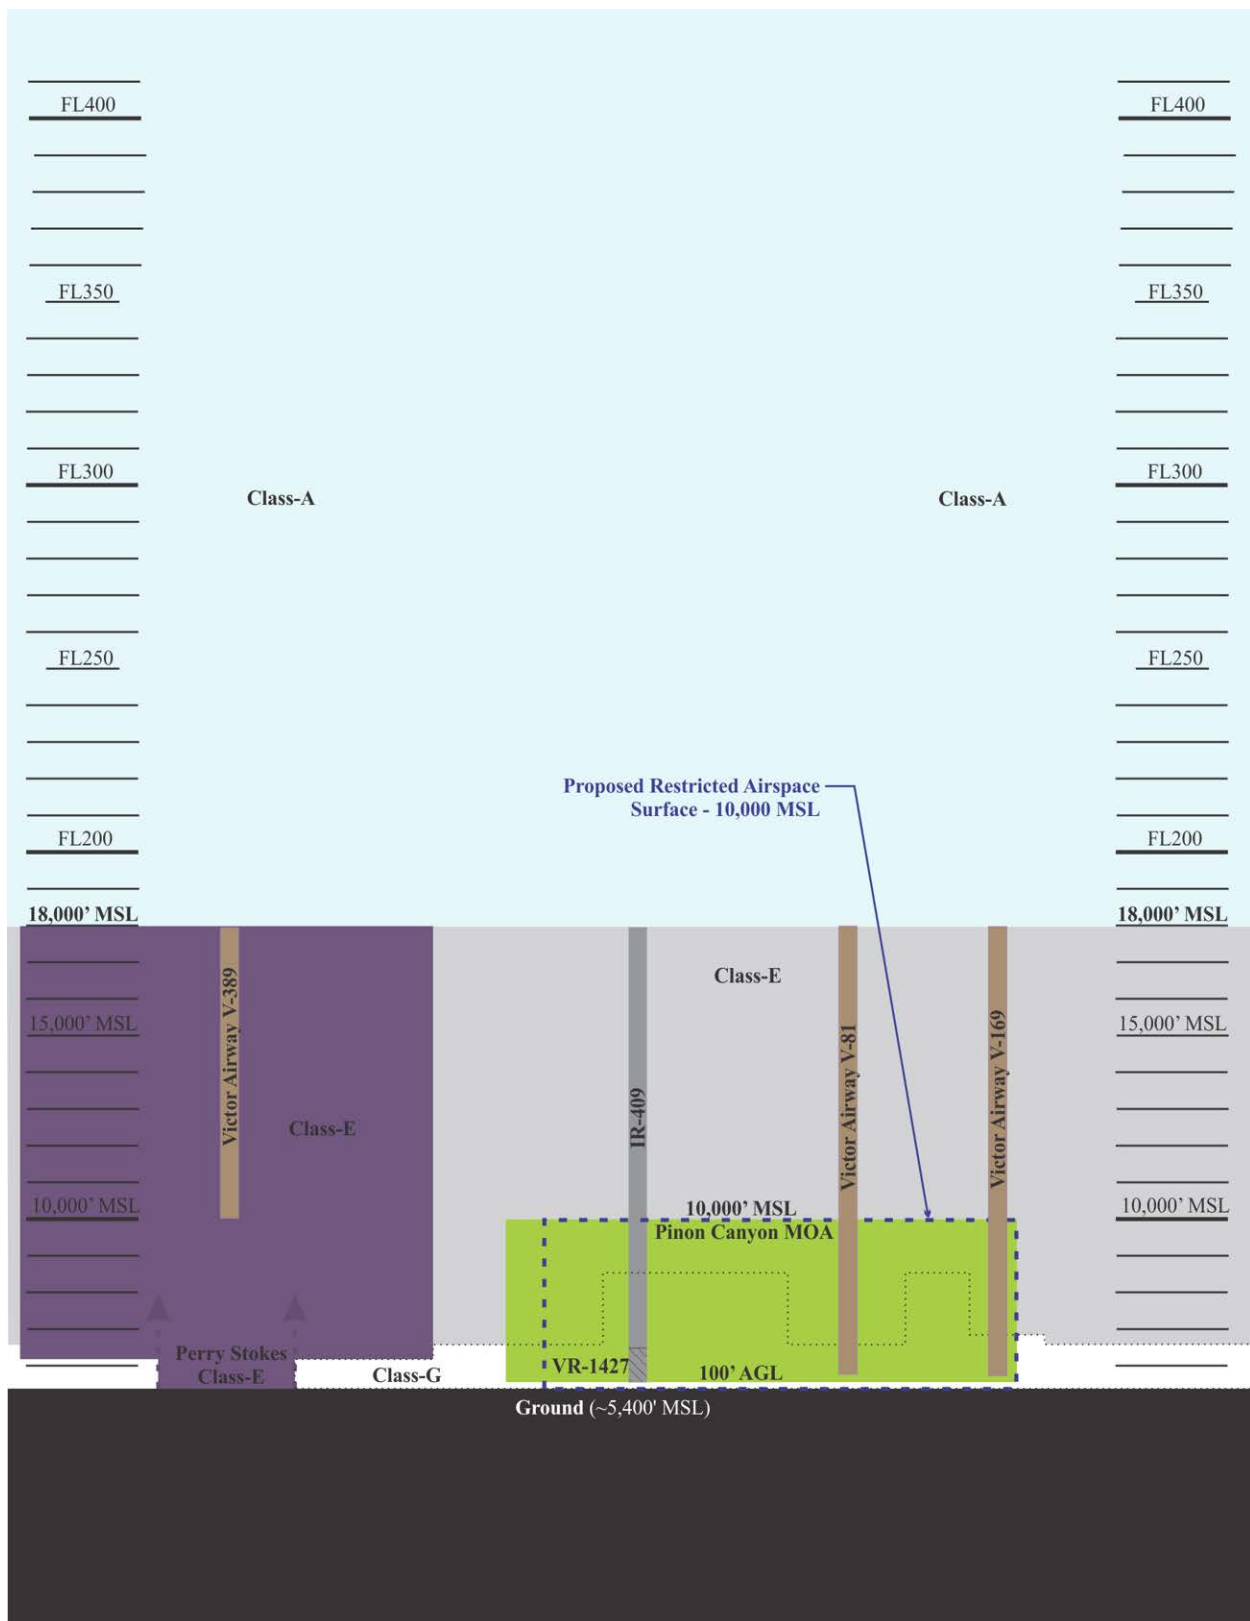 FL400
FL400
FL350
FL350
FL300
FL300
Class-A
Class-A
FL250
FL250
Proposed Restricted Airspace
Surface - 10,000 MSL
FL200
FL200
18,000’ MSL
18,000’ MSL
Victor Airway V-389
Class-E
15,000’ MSL
15,000’ MSL
Victor Airway V-81
Victor Airway V-169
IR-409
Class-E
10,000’ MSL
10,000’ MSL
10,000’ MSL
Pinon Canyon MOA
Perry Stokes
Class-E
Class-G
VR-1427
100’ AGL
Ground (~5,400' MSL)